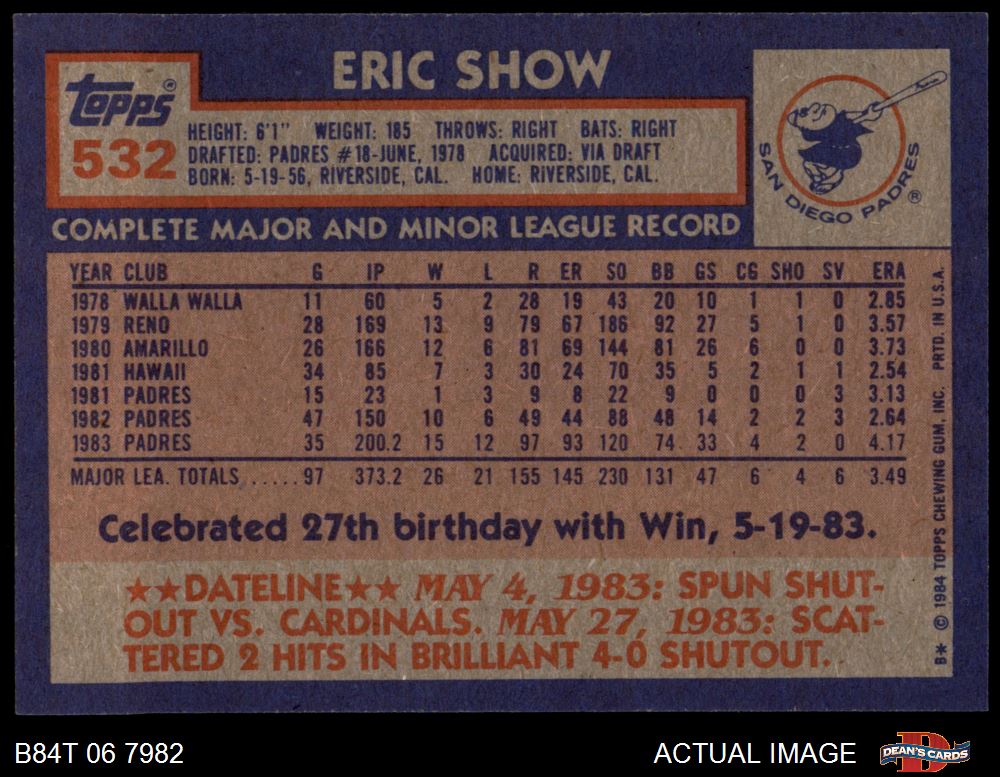 ERIC SHOW
topps®
532
HEIGHT: 6'1" WEIGHT: 185 THROWS: RIGHT BATS: RIGHT
DRAFTED: PADRES #18-JUNE, 1978 ACQUIRED: VIA DRAFT
BORN: 5-19-56, RIVERSIDE, CAL. HOME: RIVERSIDE, CAL.
SAN DIEGO PADRES®
COMPLETE MAJOR AND MINOR LEAGUE RECORD
YEAR CLUB G IP W L R ER SO BB GS CG SHO SV ERA
1978 WALLA WALLA 11 60 5 2 28 19 43 20 10 1 1 0 2.85
1979 RENO 28 169 13 9 79 67 186 92 27 5 1 0 3.57
1980 AMARILLO 26 166 12 6 81 69 144 81 26 6 0 0 3.73
1981 HAWAII 34 85 7 3 30 24 70 35 5 2 1 1 2.54
1981 PADRES 15 23 1 3 9 8 22 9 0 0 0 3 3.13
1982 PADRES 47 150 10 6 49 44 88 48 14 2 2 3 2.64
1983 PADRES 35 200.2 15 12 97 93 120 74 33 4 2 0 4.17
MAJOR LEA. TOTALS.....97 373.2 26 21 155 145 230 131 47 6 4 6 3.49
Celebrated 27th birthday with Win, 5-19-83.
★★DATELINE★★ MAY 4, 1983: SPUN SHUT-
OUT VS. CARDINALS. MAY 27, 1983: SCAT-
TERED 2 HITS IN BRILLIANT 4-0 SHUTOUT.
B* © 1984 TOPPS CHEWING GUM, INC. PRTD. IN U.S.A.
B84T 06 7982
ACTUAL IMAGE
D
DEAN'S CARDS